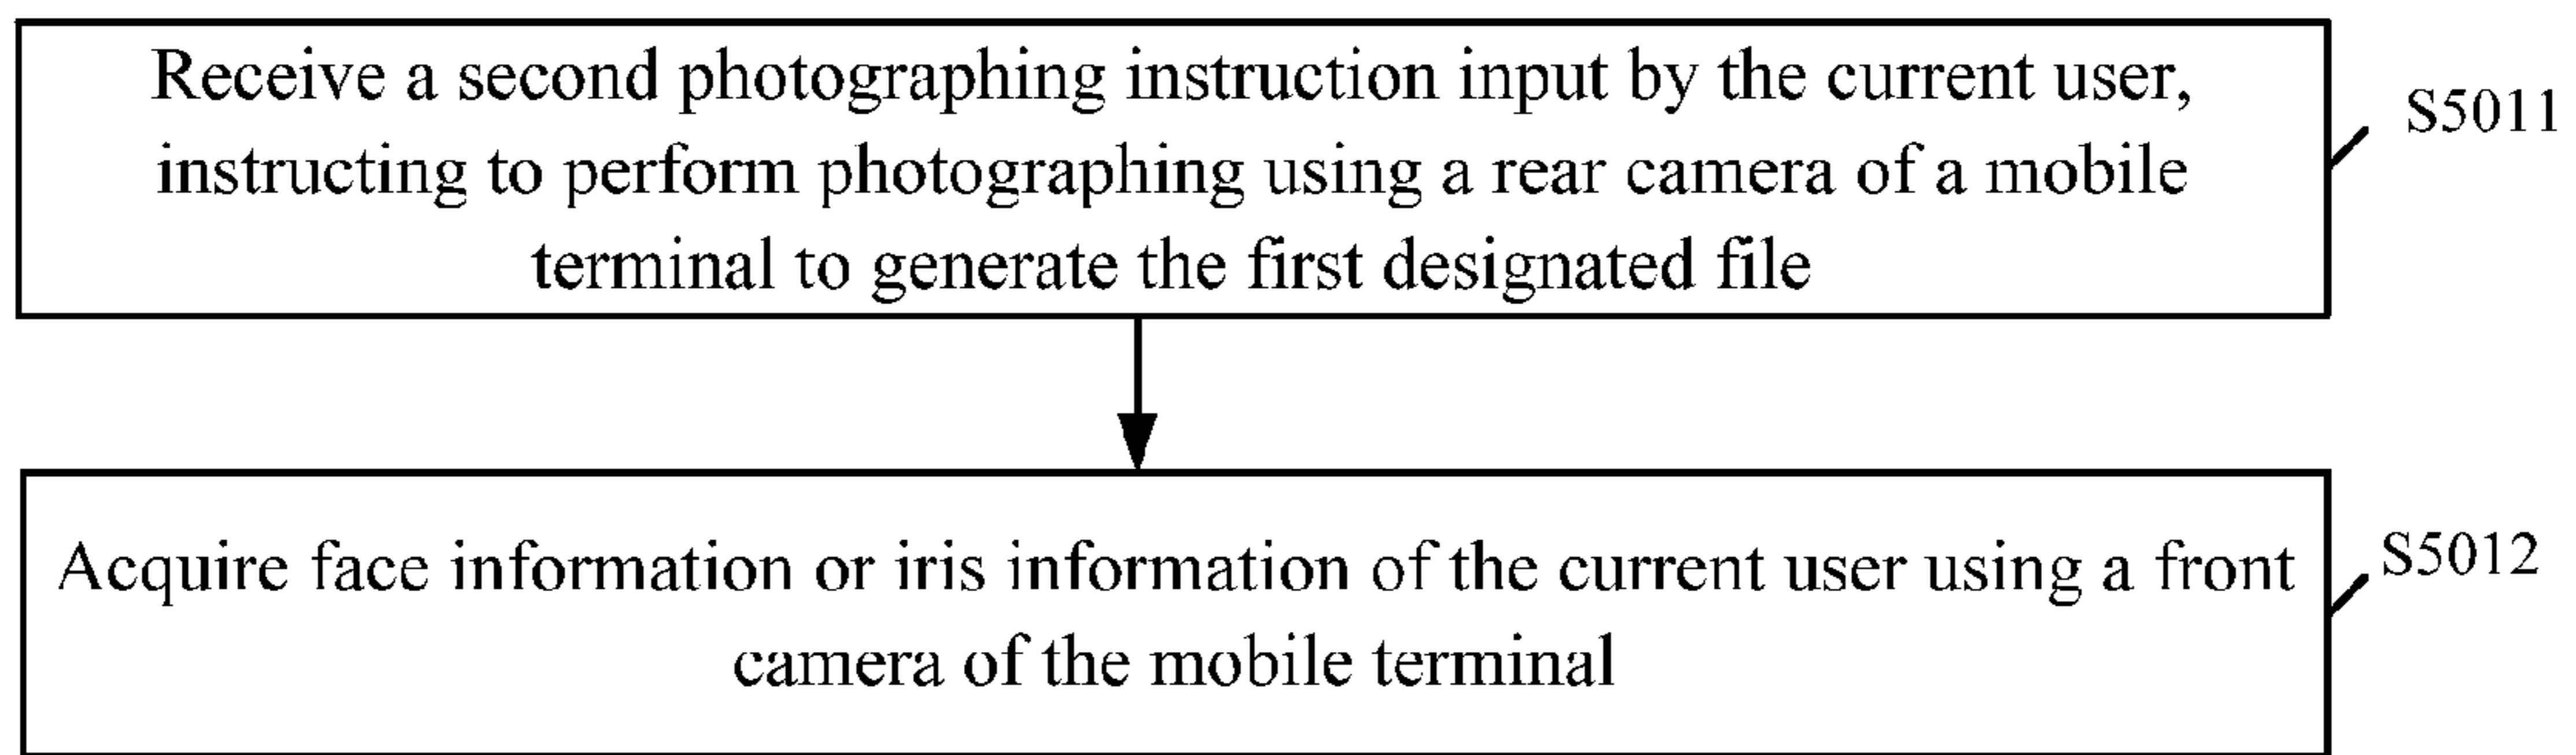 Receive a second photographing instruction input by the current user,
instructing to perform photographing using a rear camera of a mobile
terminal to generate the first designated file
S5011
Acquire face information or iris information of the current user using a front
camera of the mobile terminal
S5012